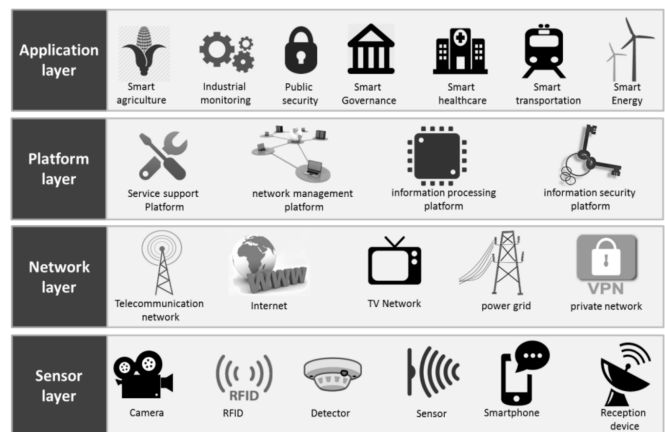 Application
layer
Smart
agriculture
Industrial
monitoring
Public
security
Smart
Governance
Smart
healthcare
Smart
transportation
Smart
Energy
Platform
layer
Service support
Platform
network management
platform
information processing
platform
information security
platform
Network
layer
Telecommunication
network
WWW
Internet
TV Network
power grid
VPN
private network
Sensor
layer
Camera
RFID
RFID
Detector
Sensor
Smartphone
Reception
device